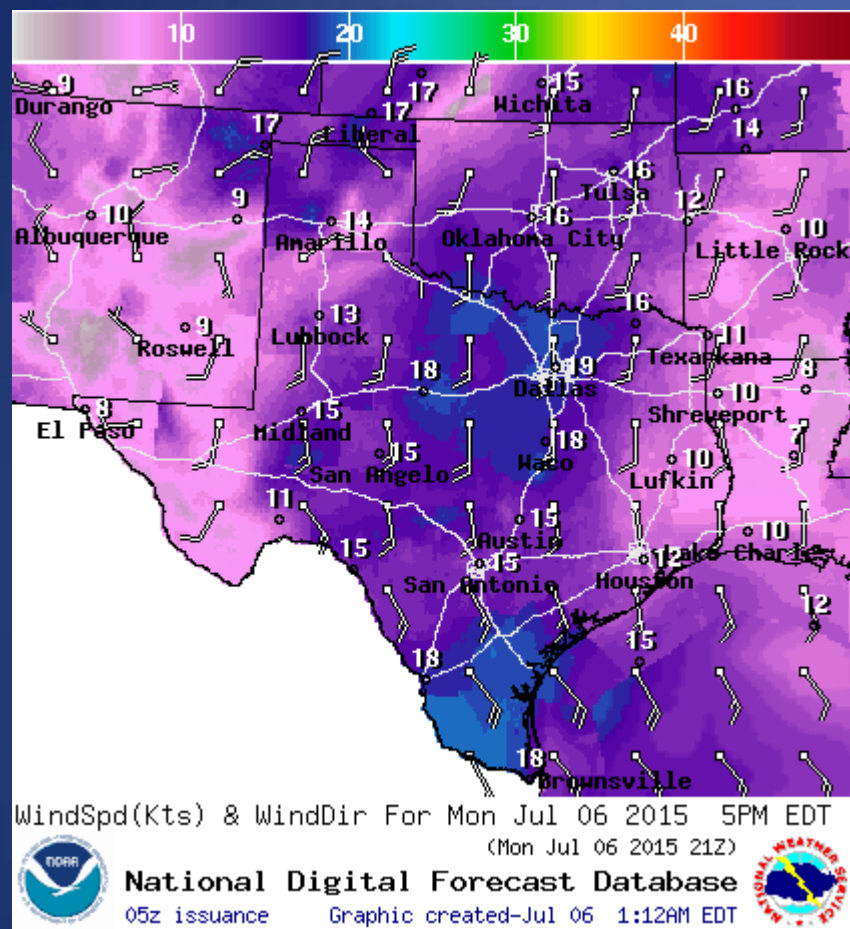 10 20 30 40
9 Durango 17 15 Wichita 16
17 Liberal 17 14
9 14 16 Tulsa 12 10
10 Albuquerque Amarillo Oklahoma City 16 Little Rock
9 Roswell 13 Lubbock 16 Texarkana 11
18 19 Dallas 10 8
8 El Paso 15 Midland Shreveport
15 San Angelo 18 Waco 10 Lufkin 7
11 15 Austin 10
15 15 San Antonio 12 Houston Lake Charles
12
18 15
18 Brownsville
WindSpd(Kts) & WindDir For Mon Jul 06 2015 5PM EDT
(Mon Jul 06 2015 21Z)
NOAA
National Digital Forecast Database
05z issuance Graphic created-Jul 06 1:12AM EDT
NATIONAL WEATHER SERVICE